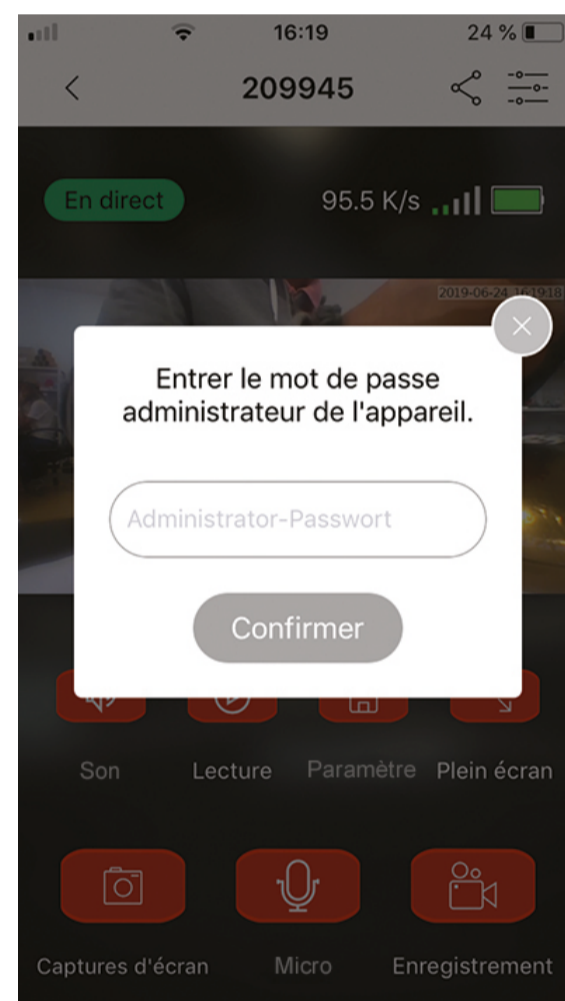 16:19
24 %
209945
En direct
95.5 K/s
2019-06-24 16:19:18
Entrer le mot de passe
administrateur de l'appareil.
Administrator-Passwort
Confirmer
Son
Lecture
Paramètre
Plein écran
Captures d'écran
Micro
Enregistrement